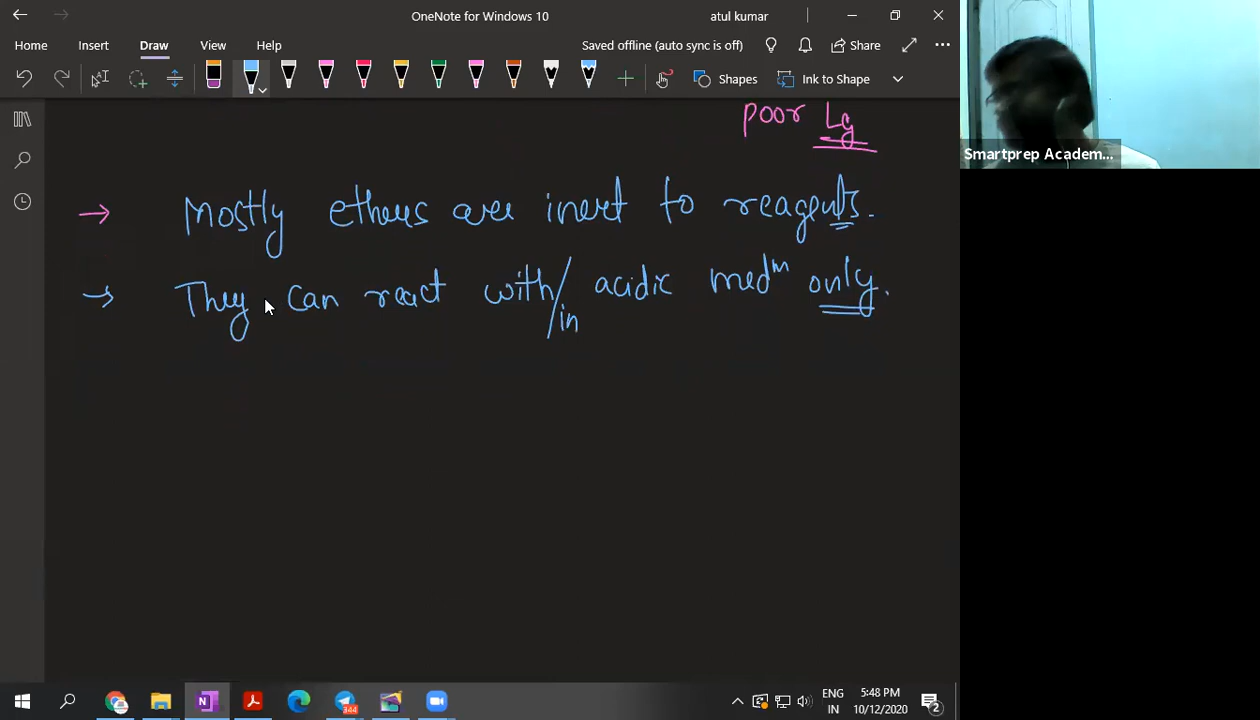 OneNote for Windows 10
atul kumar
Home Insert Draw View Help
Saved offline (auto sync is off)
Share
Shapes
Ink to Shape
Smartprep Academ...
poor Lg
→ Mostly ethers are inert to reagents.
→ They can react with/in acidic medm only.
344
ENG
IN
5:48 PM
10/12/2020
2